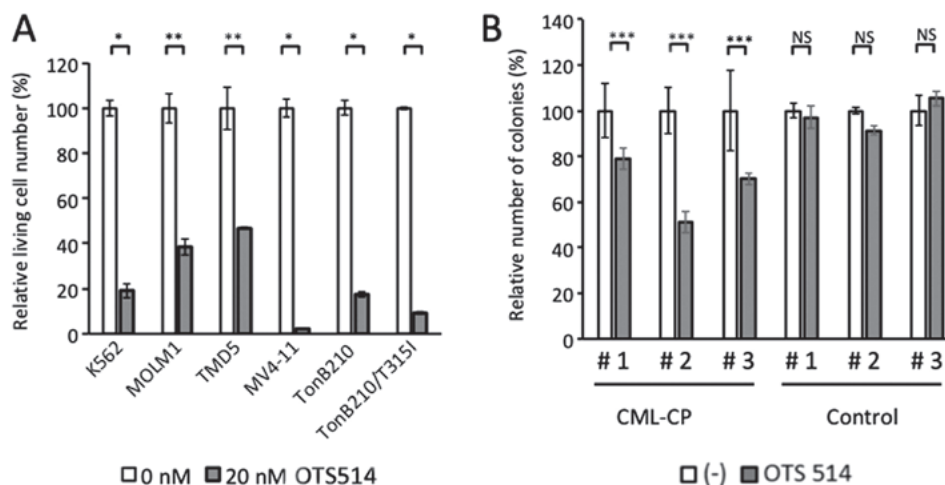 A
* ** ** * * *
Relative living cell number (%)
120
100
80
60
40
20
0
K562 MOLM1 TMD5 MV4-11 TonB210 TonB210/T315I
0 nM 20 nM OTS514
B
*** *** *** NS NS NS
Relative number of colonies (%)
140
120
100
80
60
40
20
0
# 1 # 2 # 3 # 1 # 2 # 3
CML-CP Control
(-) OTS 514